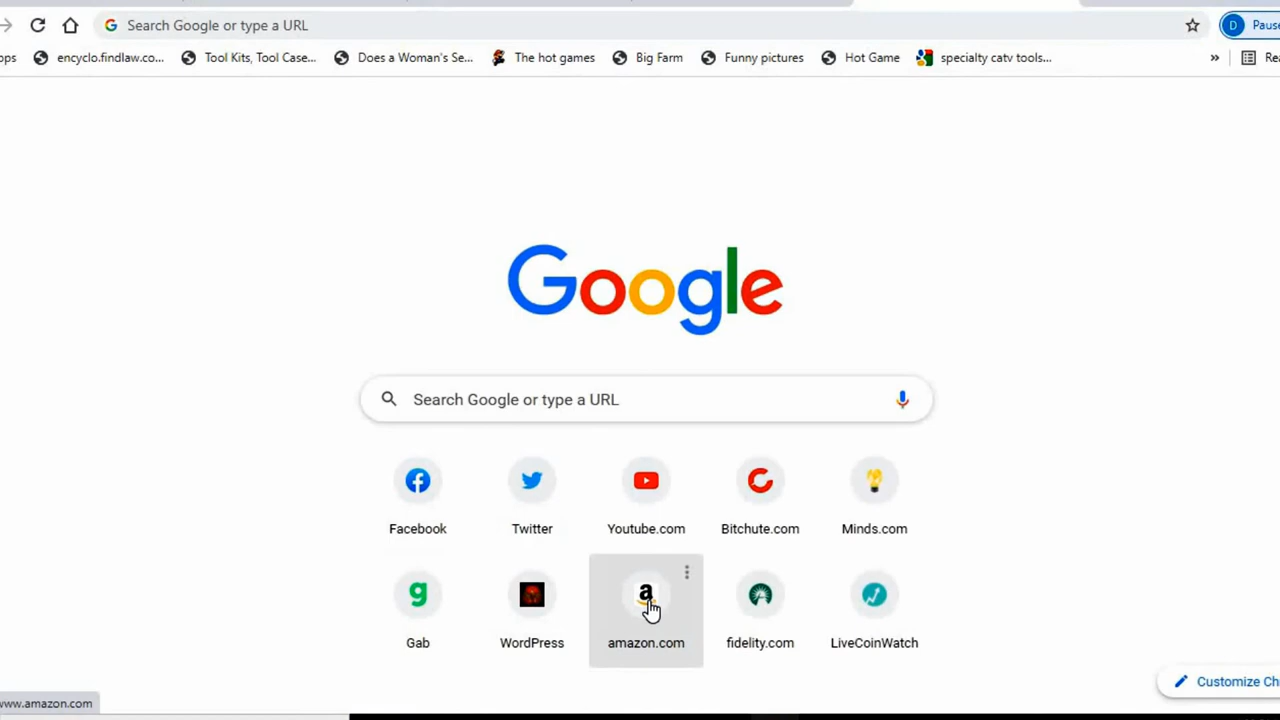 Search Google or type a URL
D Pause
ops encyclo.findlaw.co... Tool Kits, Tool Case... Does a Woman's Se... The hot games Big Farm Funny pictures Hot Game specialty catv tools... » Rea
Google
Search Google or type a URL
Facebook Twitter Youtube.com Bitchute.com Minds.com
g a
Gab WordPress amazon.com fidelity.com LiveCoinWatch
Customize Ch
www.amazon.com